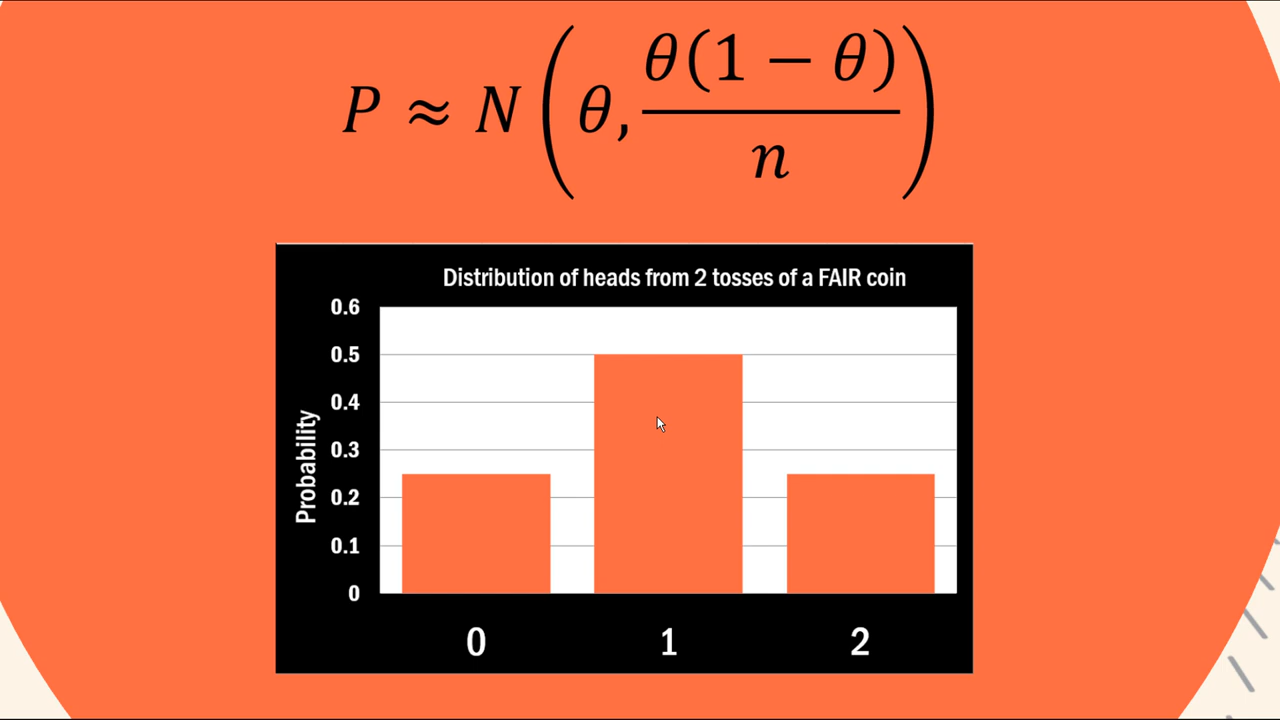 P ≈ N(θ, θ(1 − θ)/n)
Distribution of heads from 2 tosses of a FAIR coin
Probability
0.6
0.5
0.4
0.3
0.2
0.1
0
0 1 2